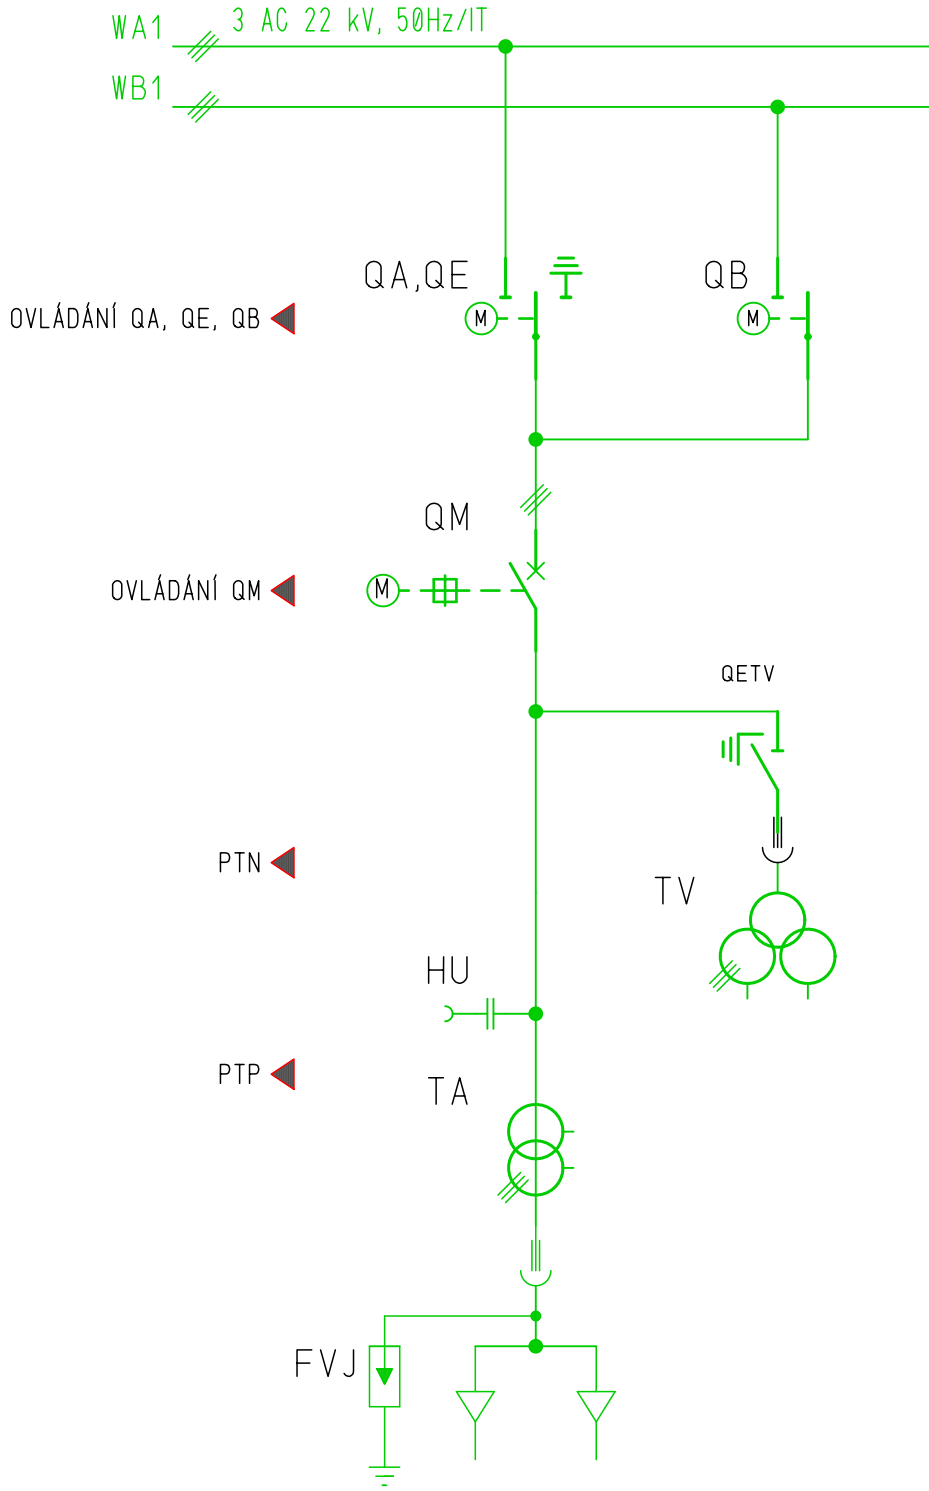 3 AC 22 kV, 50Hz/IT
WA1
WB1
QA,QE
QB
OVLÁDÁNÍ QA, QE, QB
M
M
QM
OVLÁDÁNÍ QM
M
QETV
PTN
TV
HU
PTP
TA
FVJ